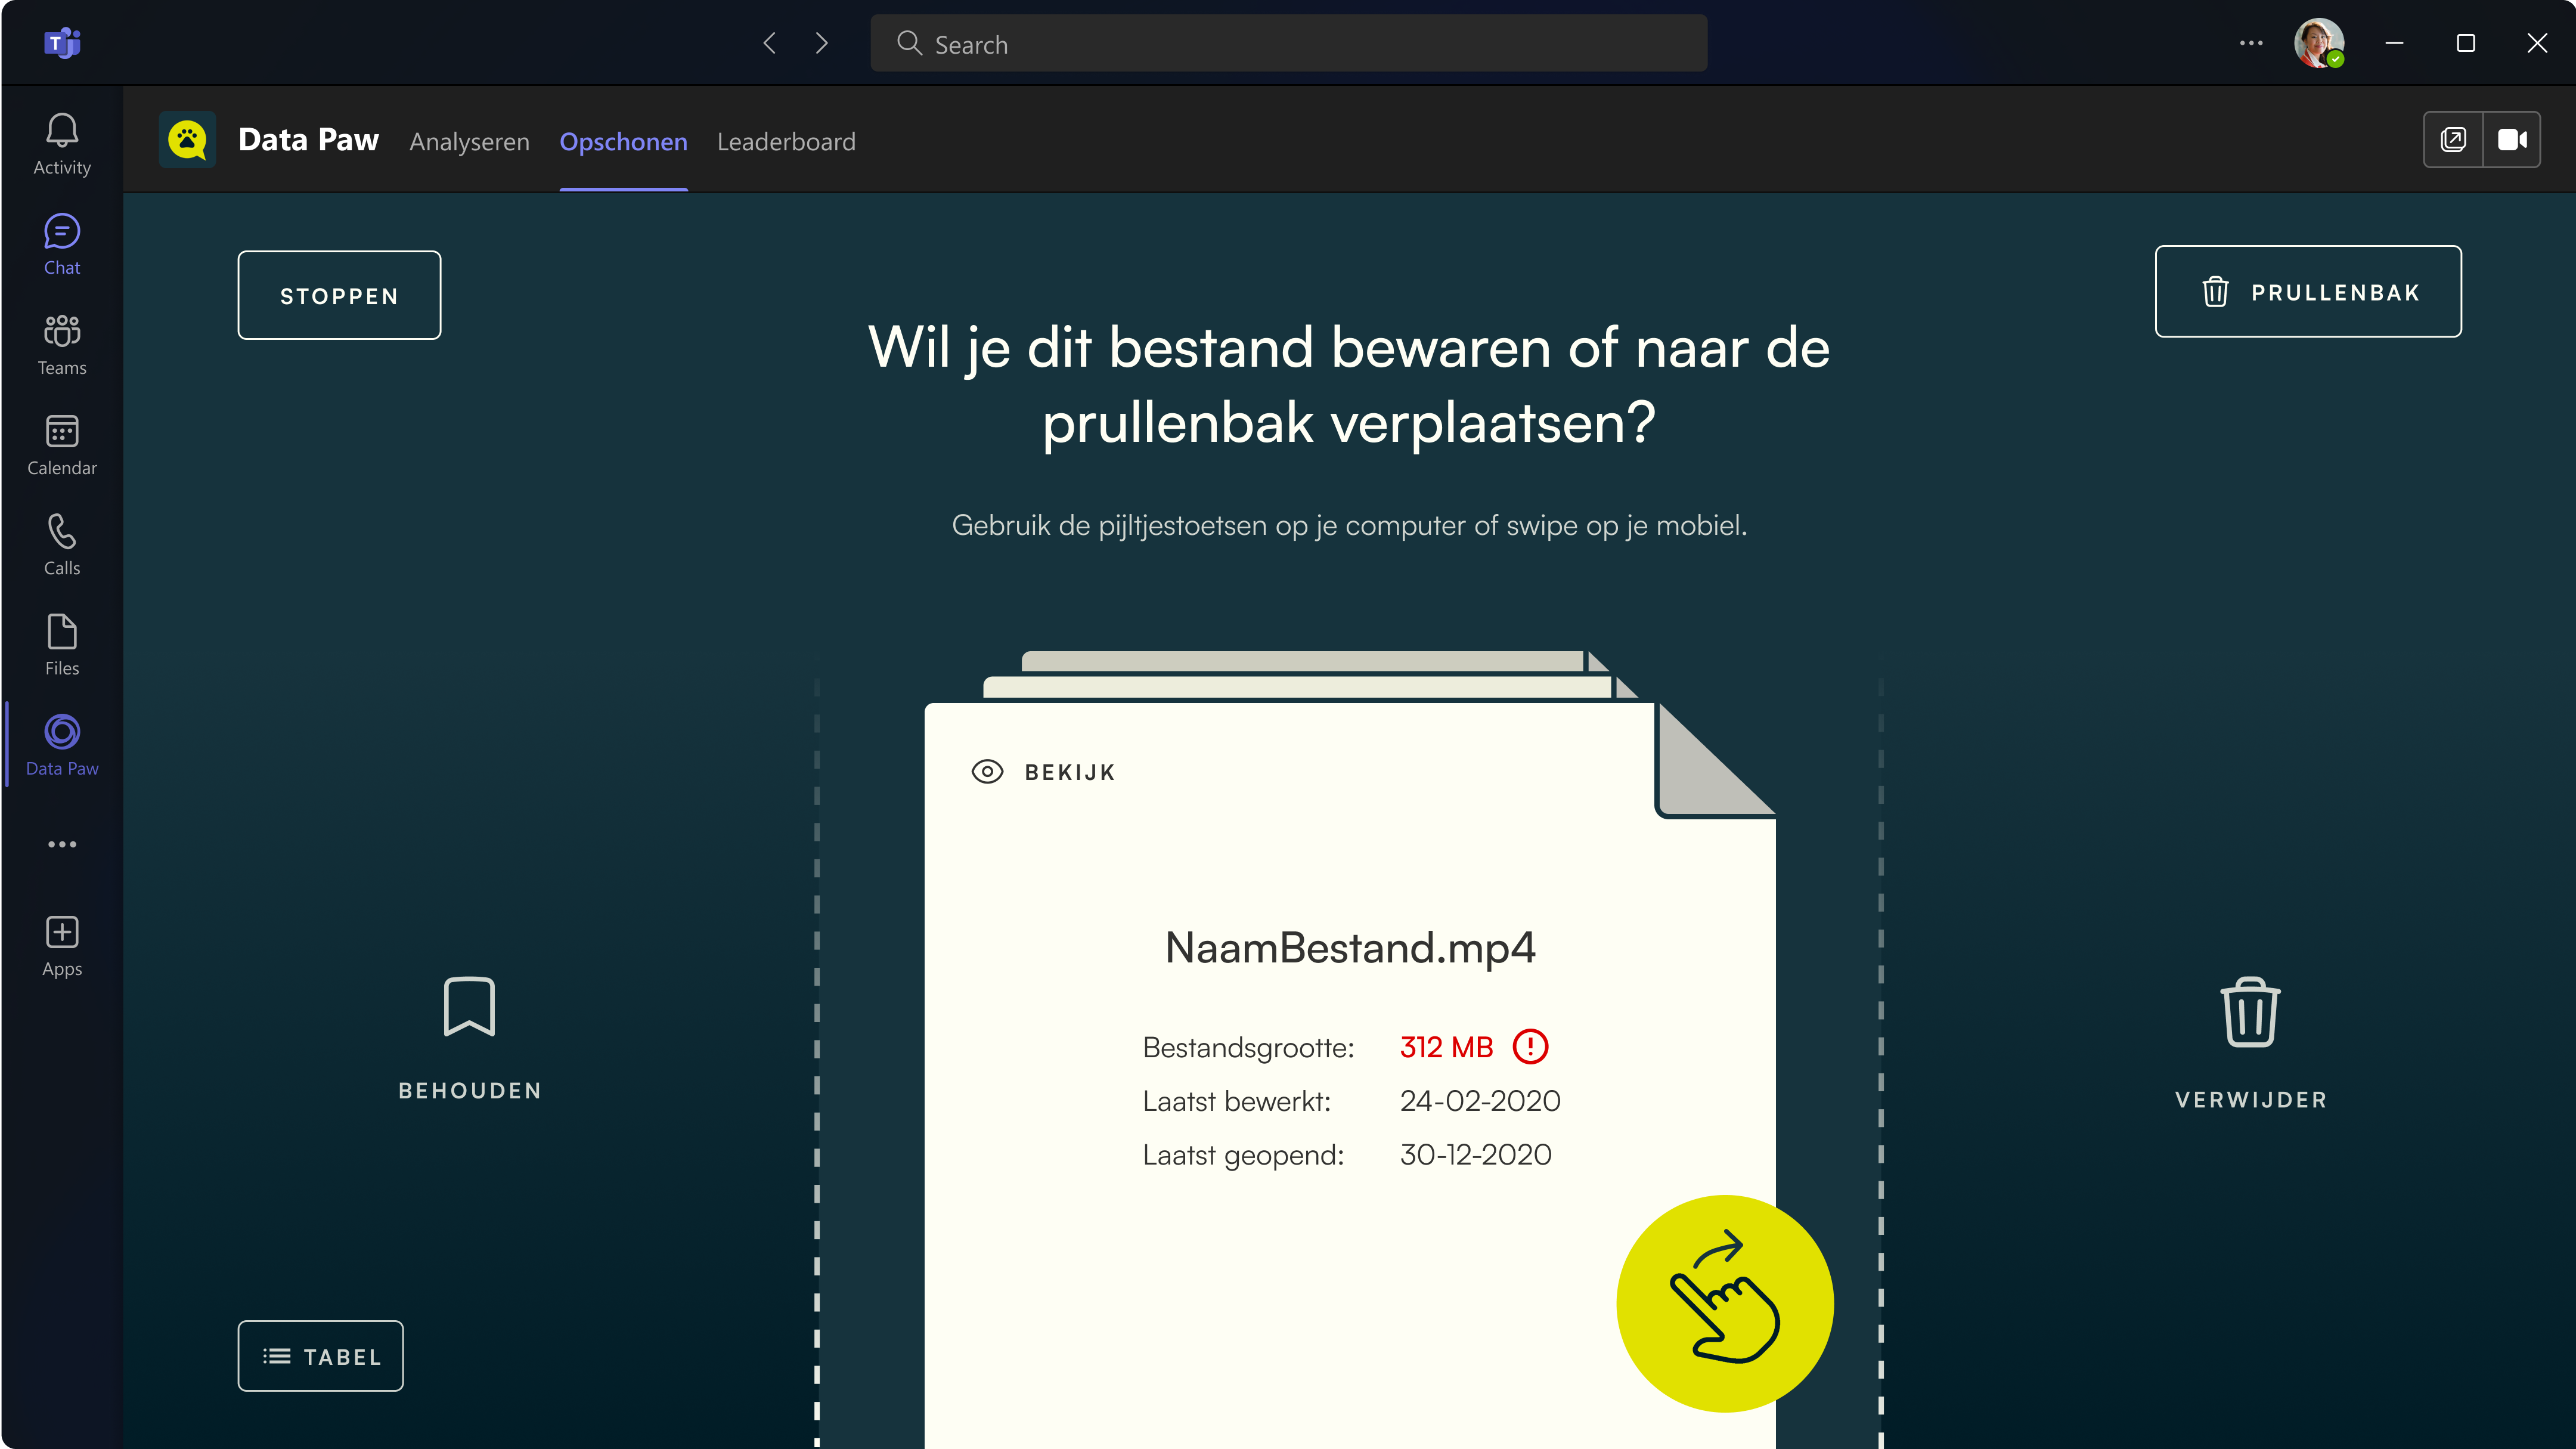 Search
Activity
Chat
Teams
Calendar
Calls
Files
Data Paw
Apps
Data Paw Analyseren Opschonen Leaderboard
STOPPEN
PRULLENBAK
Wil je dit bestand bewaren of naar de
prullenbak verplaatsen?
Gebruik de pijltjestoetsen op je computer of swipe op je mobiel.
BEKIJK
NaamBestand.mp4
Bestandsgrootte: 312 MB
Laatst bewerkt: 24-02-2020
Laatst geopend: 30-12-2020
BEHOUDEN
VERWIJDER
TABEL